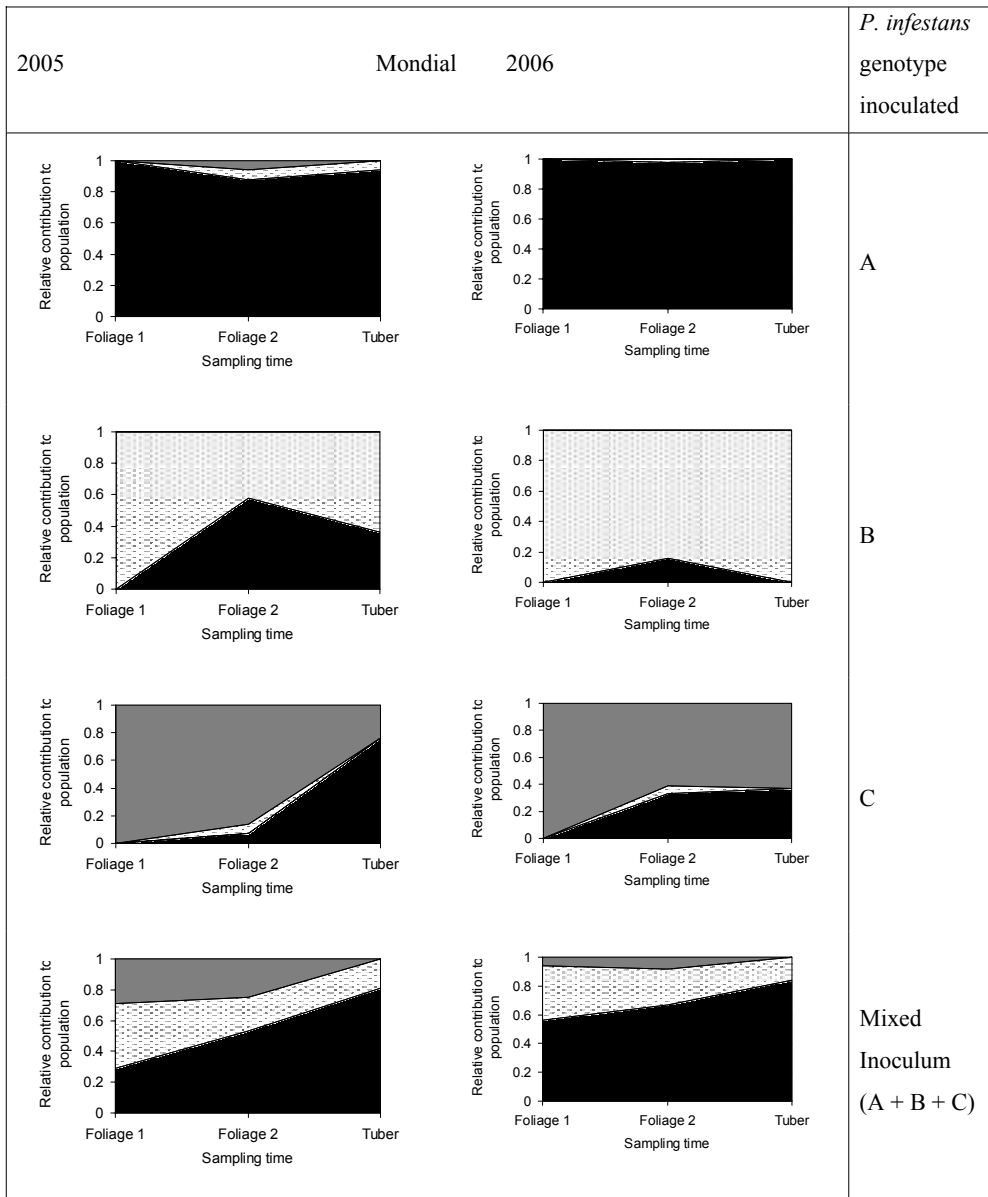 2005 Mondial 2006
P. infestans
genotype
inoculated
Relative contribution tc
population
1
0.8
0.6
0.4
0.2
0
Foliage 1 Foliage 2 Tuber
Sampling time
Relative contribution tc
population
1
0.8
0.6
0.4
0.2
0
Foliage 1 Foliage 2 Tuber
Sampling time
A
Relative contribution tc
population
1
0.8
0.6
0.4
0.2
0
Foliage 1 Foliage 2 Tuber
Sampling time
Relative contribution tc
population
1
0.8
0.6
0.4
0.2
0
Foliage 1 Foliage 2 Tuber
Sampling time
B
Relative contribution tc
population
1
0.8
0.6
0.4
0.2
0
Foliage 1 Foliage 2 Tuber
Sampling time
Relative contribution tc
population
1
0.8
0.6
0.4
0.2
0
Foliage 1 Foliage 2 Tuber
Sampling time
C
Relative contribution tc
population
1
0.8
0.6
0.4
0.2
0
Foliage 1 Foliage 2 Tuber
Sampling time
Relative contribution tc
population
1
0.8
0.6
0.4
0.2
0
Foliage 1 Foliage 2 Tuber
Sampling time
Mixed
Inoculum
(A + B + C)